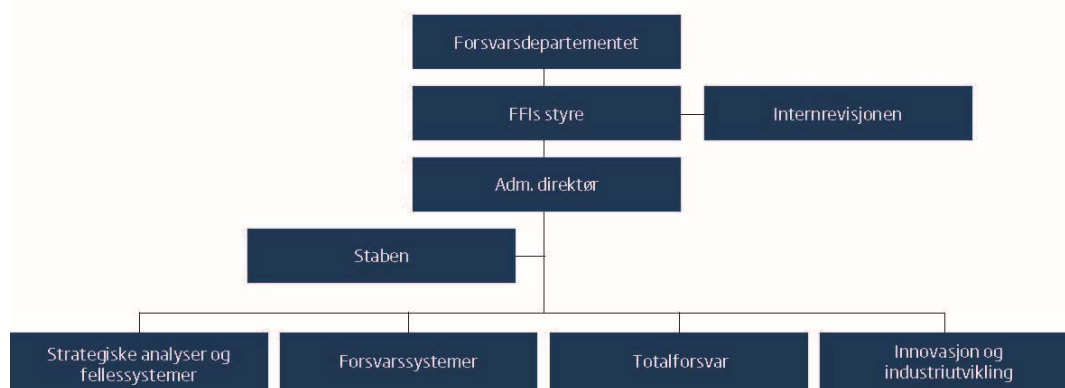 Forsvarsdepartementet
FFIs styre
Internrevisjonen
Adm. direktør
Staben
Strategiske analyser og
fellessystemer
Forsvarssystemer
Totalforsvar
Innovasjon og
industriutvikling